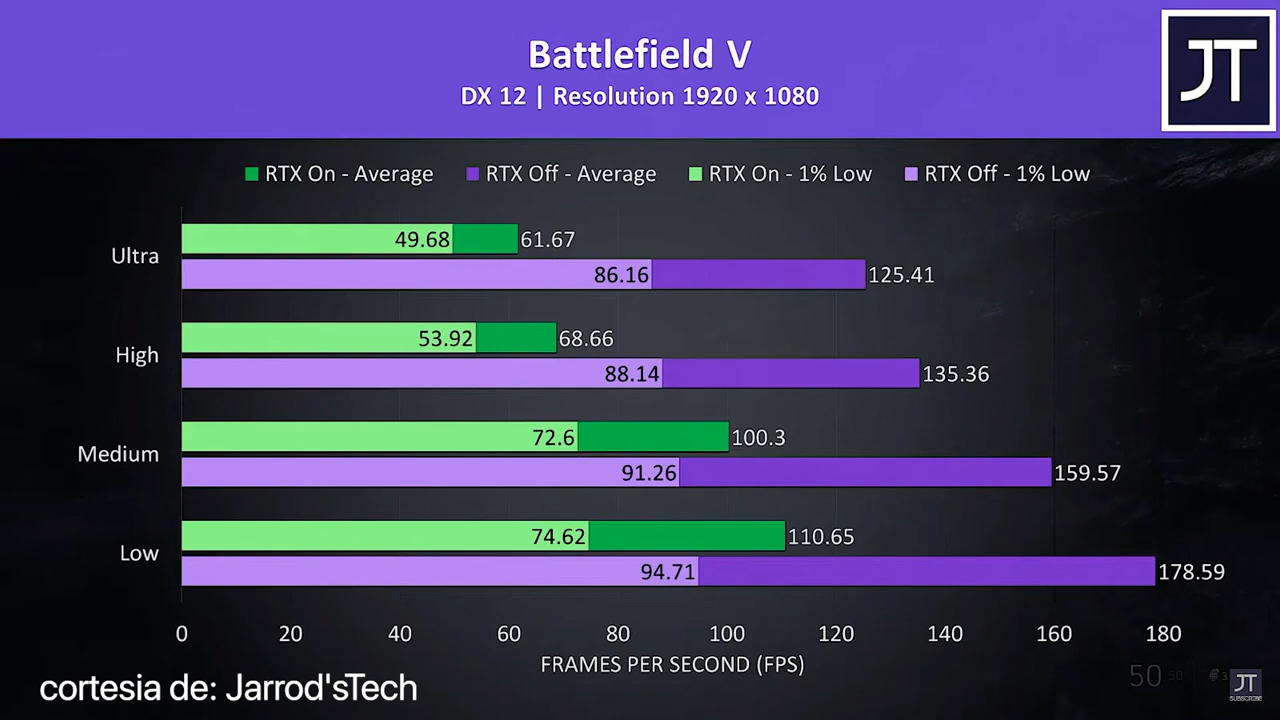 Battlefield V
JT
DX 12 | Resolution 1920 x 1080
RTX On - Average RTX Off - Average RTX On - 1% Low RTX Off - 1% Low
Ultra
49.68 61.67
86.16 125.41
High
53.92 68.66
88.14 135.36
Medium
72.6 100.3
91.26 159.57
Low
74.62 110.65
94.71 178.59
0 20 40 60 80 100 120 140 160 180
FRAMES PER SECOND (FPS)
cortesia de: Jarrod'sTech
50 50
JT
SUBSCRIBE